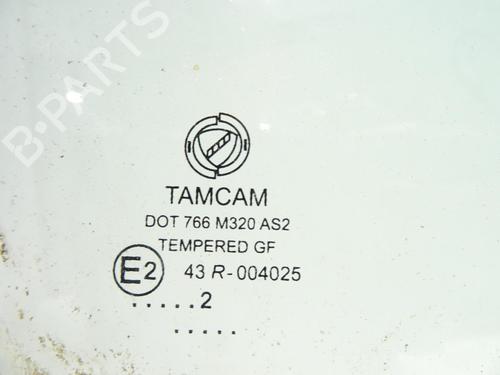 B-PARTS
TAMCAM
DOT 766 M320 AS2
TEMPERED GF
E2 43 R-004025
.....2
.....